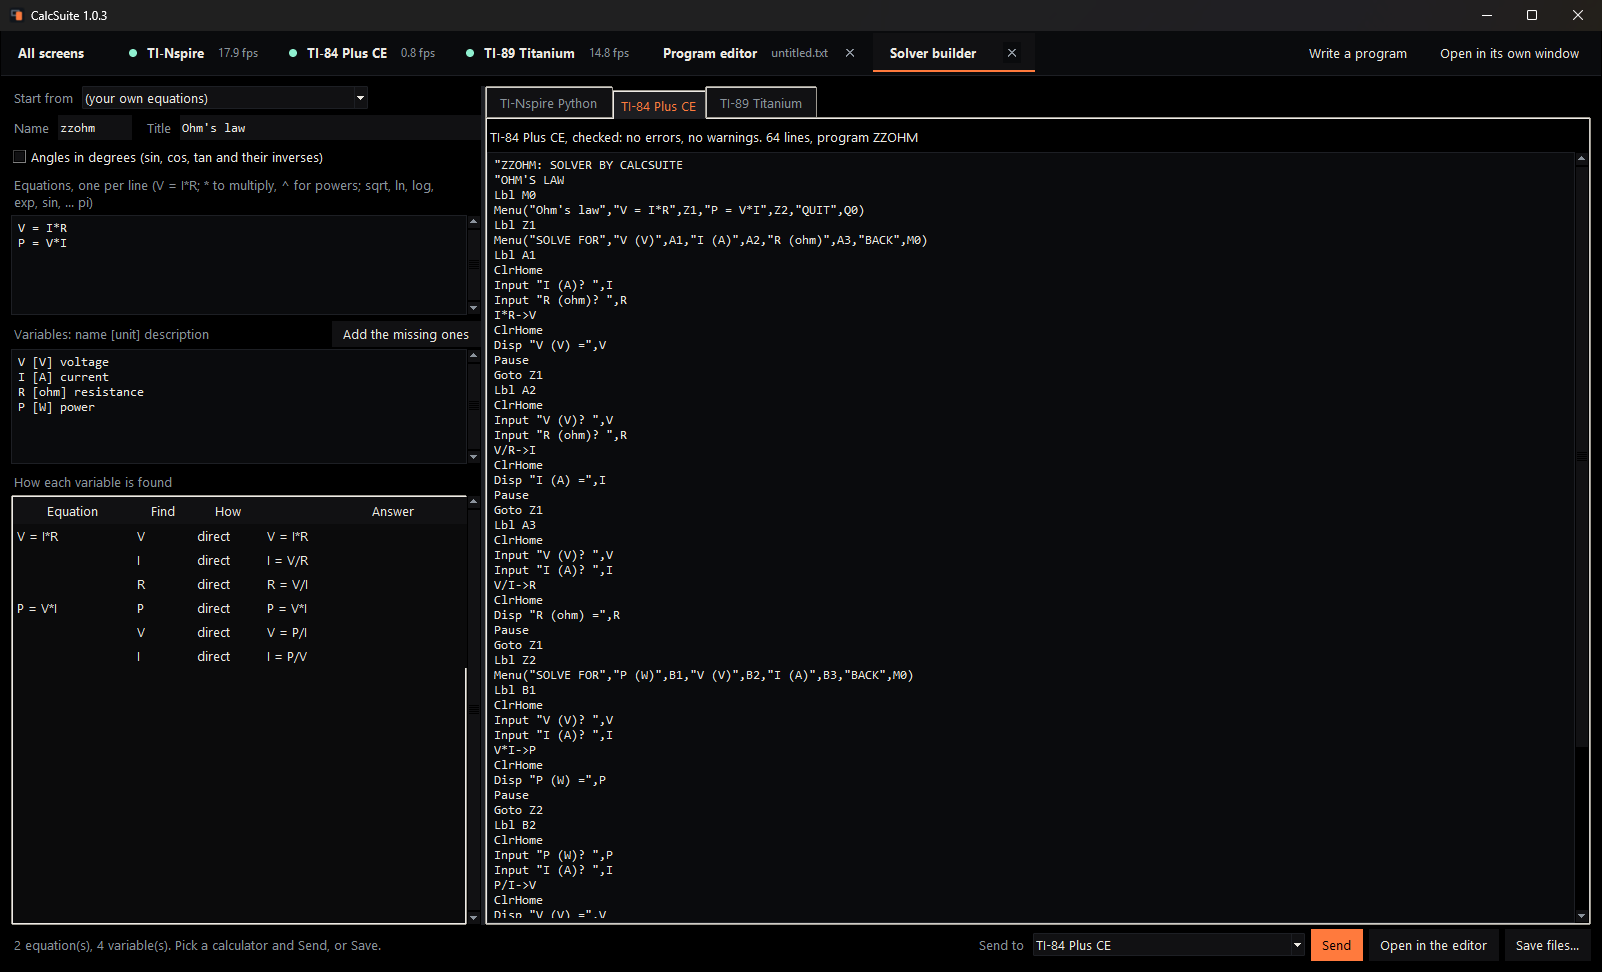 CalcSuite 1.0.3
All screens
TI-Nspire 17.9 fps
TI-84 Plus CE 0.8 fps
TI-89 Titanium 14.8 fps
Program editor untitled.txt
Solver builder
Write a program
Open in its own window
Start from (your own equations)
Name zzohm Title Ohm's law
Angles in degrees (sin, cos, tan and their inverses)
Equations, one per line (V = I*R; * to multiply, ^ for powers; sqrt, ln, log,
exp, sin, ... pi)
V = I*R
P = V*I
Variables: name [unit] description
Add the missing ones
V [V] voltage
I [A] current
R [ohm] resistance
P [W] power
How each variable is found
Equation Find How Answer
V = I*R V direct V = I*R
I direct I = V/R
R direct R = V/I
P = V*I P direct P = V*I
V direct V = P/I
I direct I = P/V
2 equation(s), 4 variable(s). Pick a calculator and Send, or Save.
TI-Nspire Python
TI-84 Plus CE
TI-89 Titanium
TI-84 Plus CE, checked: no errors, no warnings. 64 lines, program ZZOHM
"ZZOHM: SOLVER BY CALCSUITE
"OHM'S LAW
Lbl M0
Menu("Ohm's law","V = I*R",Z1,"P = V*I",Z2,"QUIT",Q0)
Lbl Z1
Menu("SOLVE FOR","V (V)",A1,"I (A)",A2,"R (ohm)",A3,"BACK",M0)
Lbl A1
ClrHome
Input "I (A)? ",I
Input "R (ohm)? ",R
I*R->V
ClrHome
Disp "V (V) =",V
Pause
Goto Z1
Lbl A2
ClrHome
Input "V (V)? ",V
Input "R (ohm)? ",R
V/R->I
ClrHome
Disp "I (A) =",I
Pause
Goto Z1
Lbl A3
ClrHome
Input "V (V)? ",V
Input "I (A)? ",I
V/I->R
ClrHome
Disp "R (ohm) =",R
Pause
Goto Z1
Lbl Z2
Menu("SOLVE FOR","P (W)",B1,"V (V)",B2,"I (A)",B3,"BACK",M0)
Lbl B1
ClrHome
Input "V (V)? ",V
Input "I (A)? ",I
V*I->P
ClrHome
Disp "P (W) =",P
Pause
Goto Z2
Lbl B2
ClrHome
Input "P (W)? ",P
Input "I (A)? ",I
P/I->V
ClrHome
Disp "V (V) =",V
Send to TI-84 Plus CE
Send
Open in the editor
Save files...